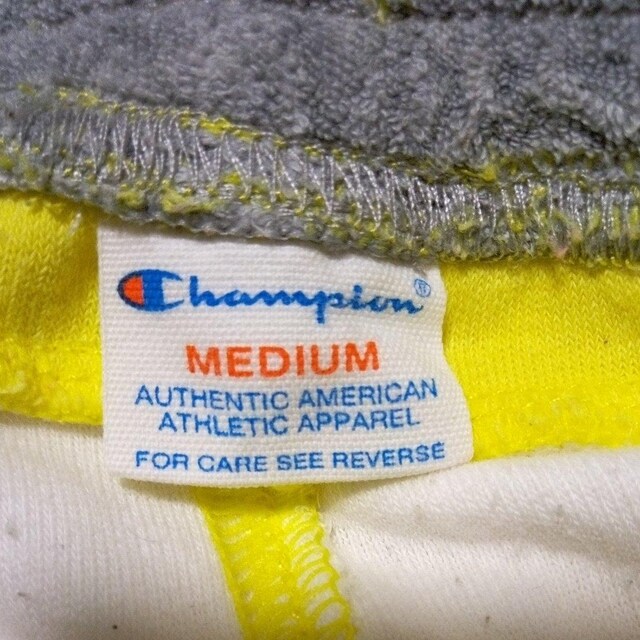 Champion®
MEDIUM
AUTHENTIC AMERICAN
ATHLETIC APPAREL
FOR CARE SEE REVERSE